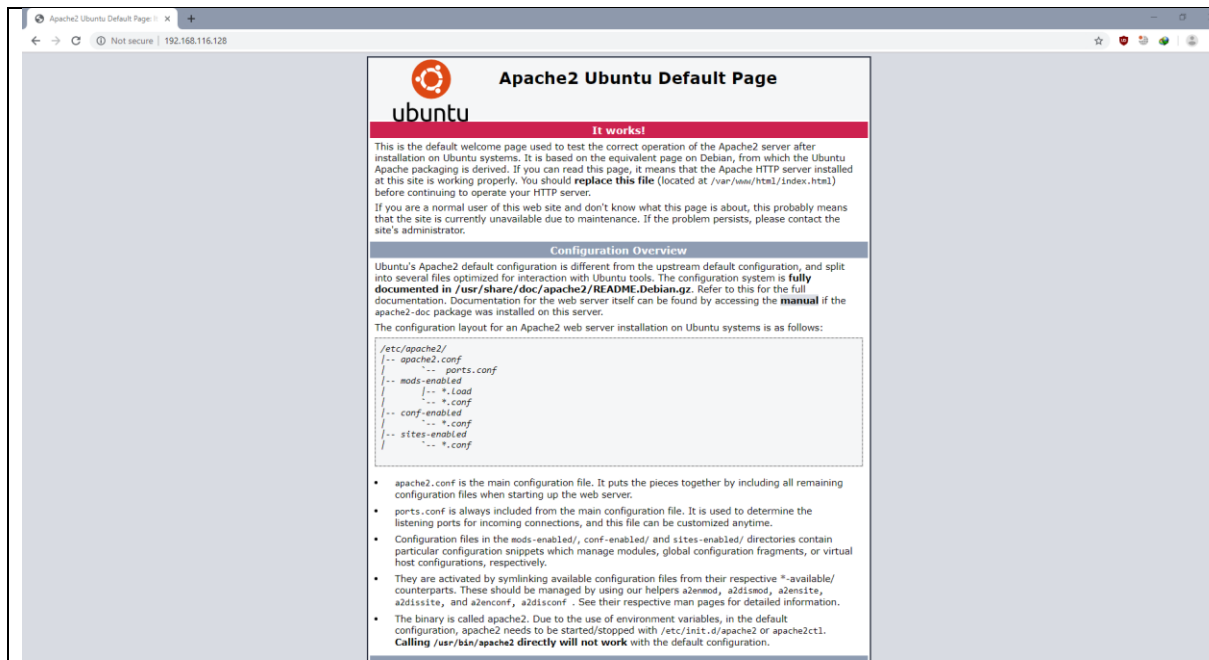 Apache2 Ubuntu Default Page:
Not secure | 192.168.116.128
ubuntu
Apache2 Ubuntu Default Page
It works!
This is the default welcome page used to test the correct operation of the Apache2 server after
installation on Ubuntu systems. It is based on the equivalent page on Debian, from which the Ubuntu
Apache packaging is derived. If you can read this page, it means that the Apache HTTP server installed
at this site is working properly. You should replace this file (located at /var/www/html/index.html)
before continuing to operate your HTTP server.
If you are a normal user of this web site and don't know what this page is about, this probably means
that the site is currently unavailable due to maintenance. If the problem persists, please contact the
site's administrator.
Configuration Overview
Ubuntu's Apache2 default configuration is different from the upstream default configuration, and split
into several files optimized for interaction with Ubuntu tools. The configuration system is fully
documented in /usr/share/doc/apache2/README.Debian.gz. Refer to this for the full
documentation. Documentation for the web server itself can be found by accessing the manual if the
apache2-doc package was installed on this server.
The configuration layout for an Apache2 web server installation on Ubuntu systems is as follows:
/etc/apache2/
|-- apache2.conf
|       `--  ports.conf
|-- mods-enabled
|       |-- *.load
|       `-- *.conf
|-- conf-enabled
|       `-- *.conf
|-- sites-enabled
|       `-- *.conf
• apache2.conf is the main configuration file. It puts the pieces together by including all remaining
configuration files when starting up the web server.
• ports.conf is always included from the main configuration file. It is used to determine the
listening ports for incoming connections, and this file can be customized anytime.
• Configuration files in the mods-enabled/, conf-enabled/ and sites-enabled/ directories contain
particular configuration snippets which manage modules, global configuration fragments, or virtual
host configurations, respectively.
• They are activated by symlinking available configuration files from their respective *-available/
counterparts. These should be managed by using our helpers a2enmod, a2dismod, a2ensite,
a2dissite, and a2enconf, a2disconf . See their respective man pages for detailed information.
• The binary is called apache2. Due to the use of environment variables, in the default
configuration, apache2 needs to be started/stopped with /etc/init.d/apache2 or apache2ctl.
Calling /usr/bin/apache2 directly will not work with the default configuration.